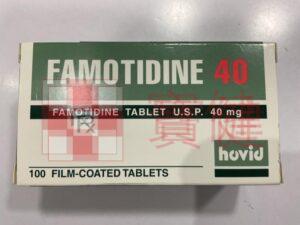 FAMOTIDINE 40
FAMOTIDINE TABLET U.S.P. 40 mg
寶健
hovid
100 FILM-COATED TABLETS